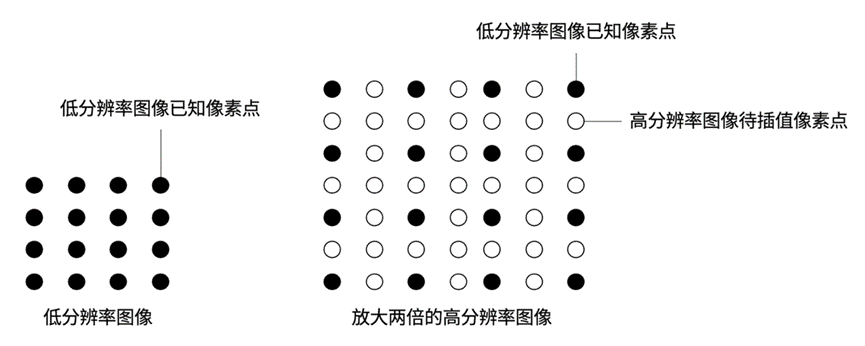 低分辨率图像已知像素点
低分辨率图像已知像素点
高分辨率图像待插值像素点
低分辨率图像
放大两倍的高分辨率图像